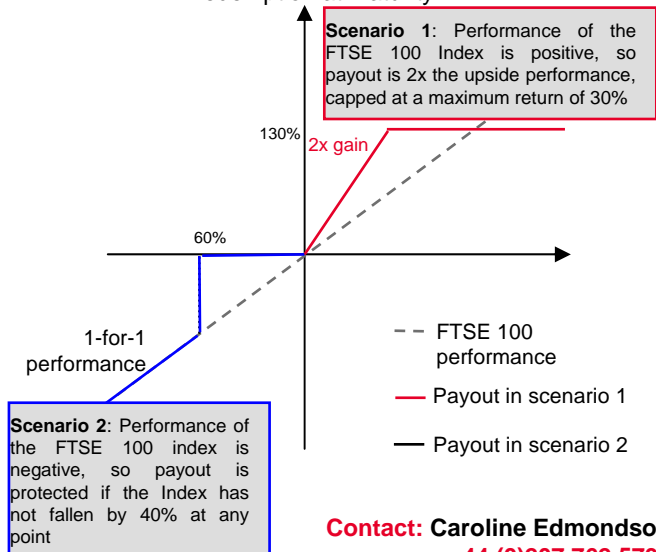 Scenario 1: Performance of the
FTSE 100 Index is positive, so
payout is 2x the upside performance,
capped at a maximum return of 30%
130%
2x gain
60%
1-for-1
performance
FTSE 100
performance
Payout in scenario 1
Payout in scenario 2
Scenario 2: Performance of
the FTSE 100 index is
negative, so payout is
protected if the Index has
not fallen by 40% at any
point
Contact: Caroline Edmondso